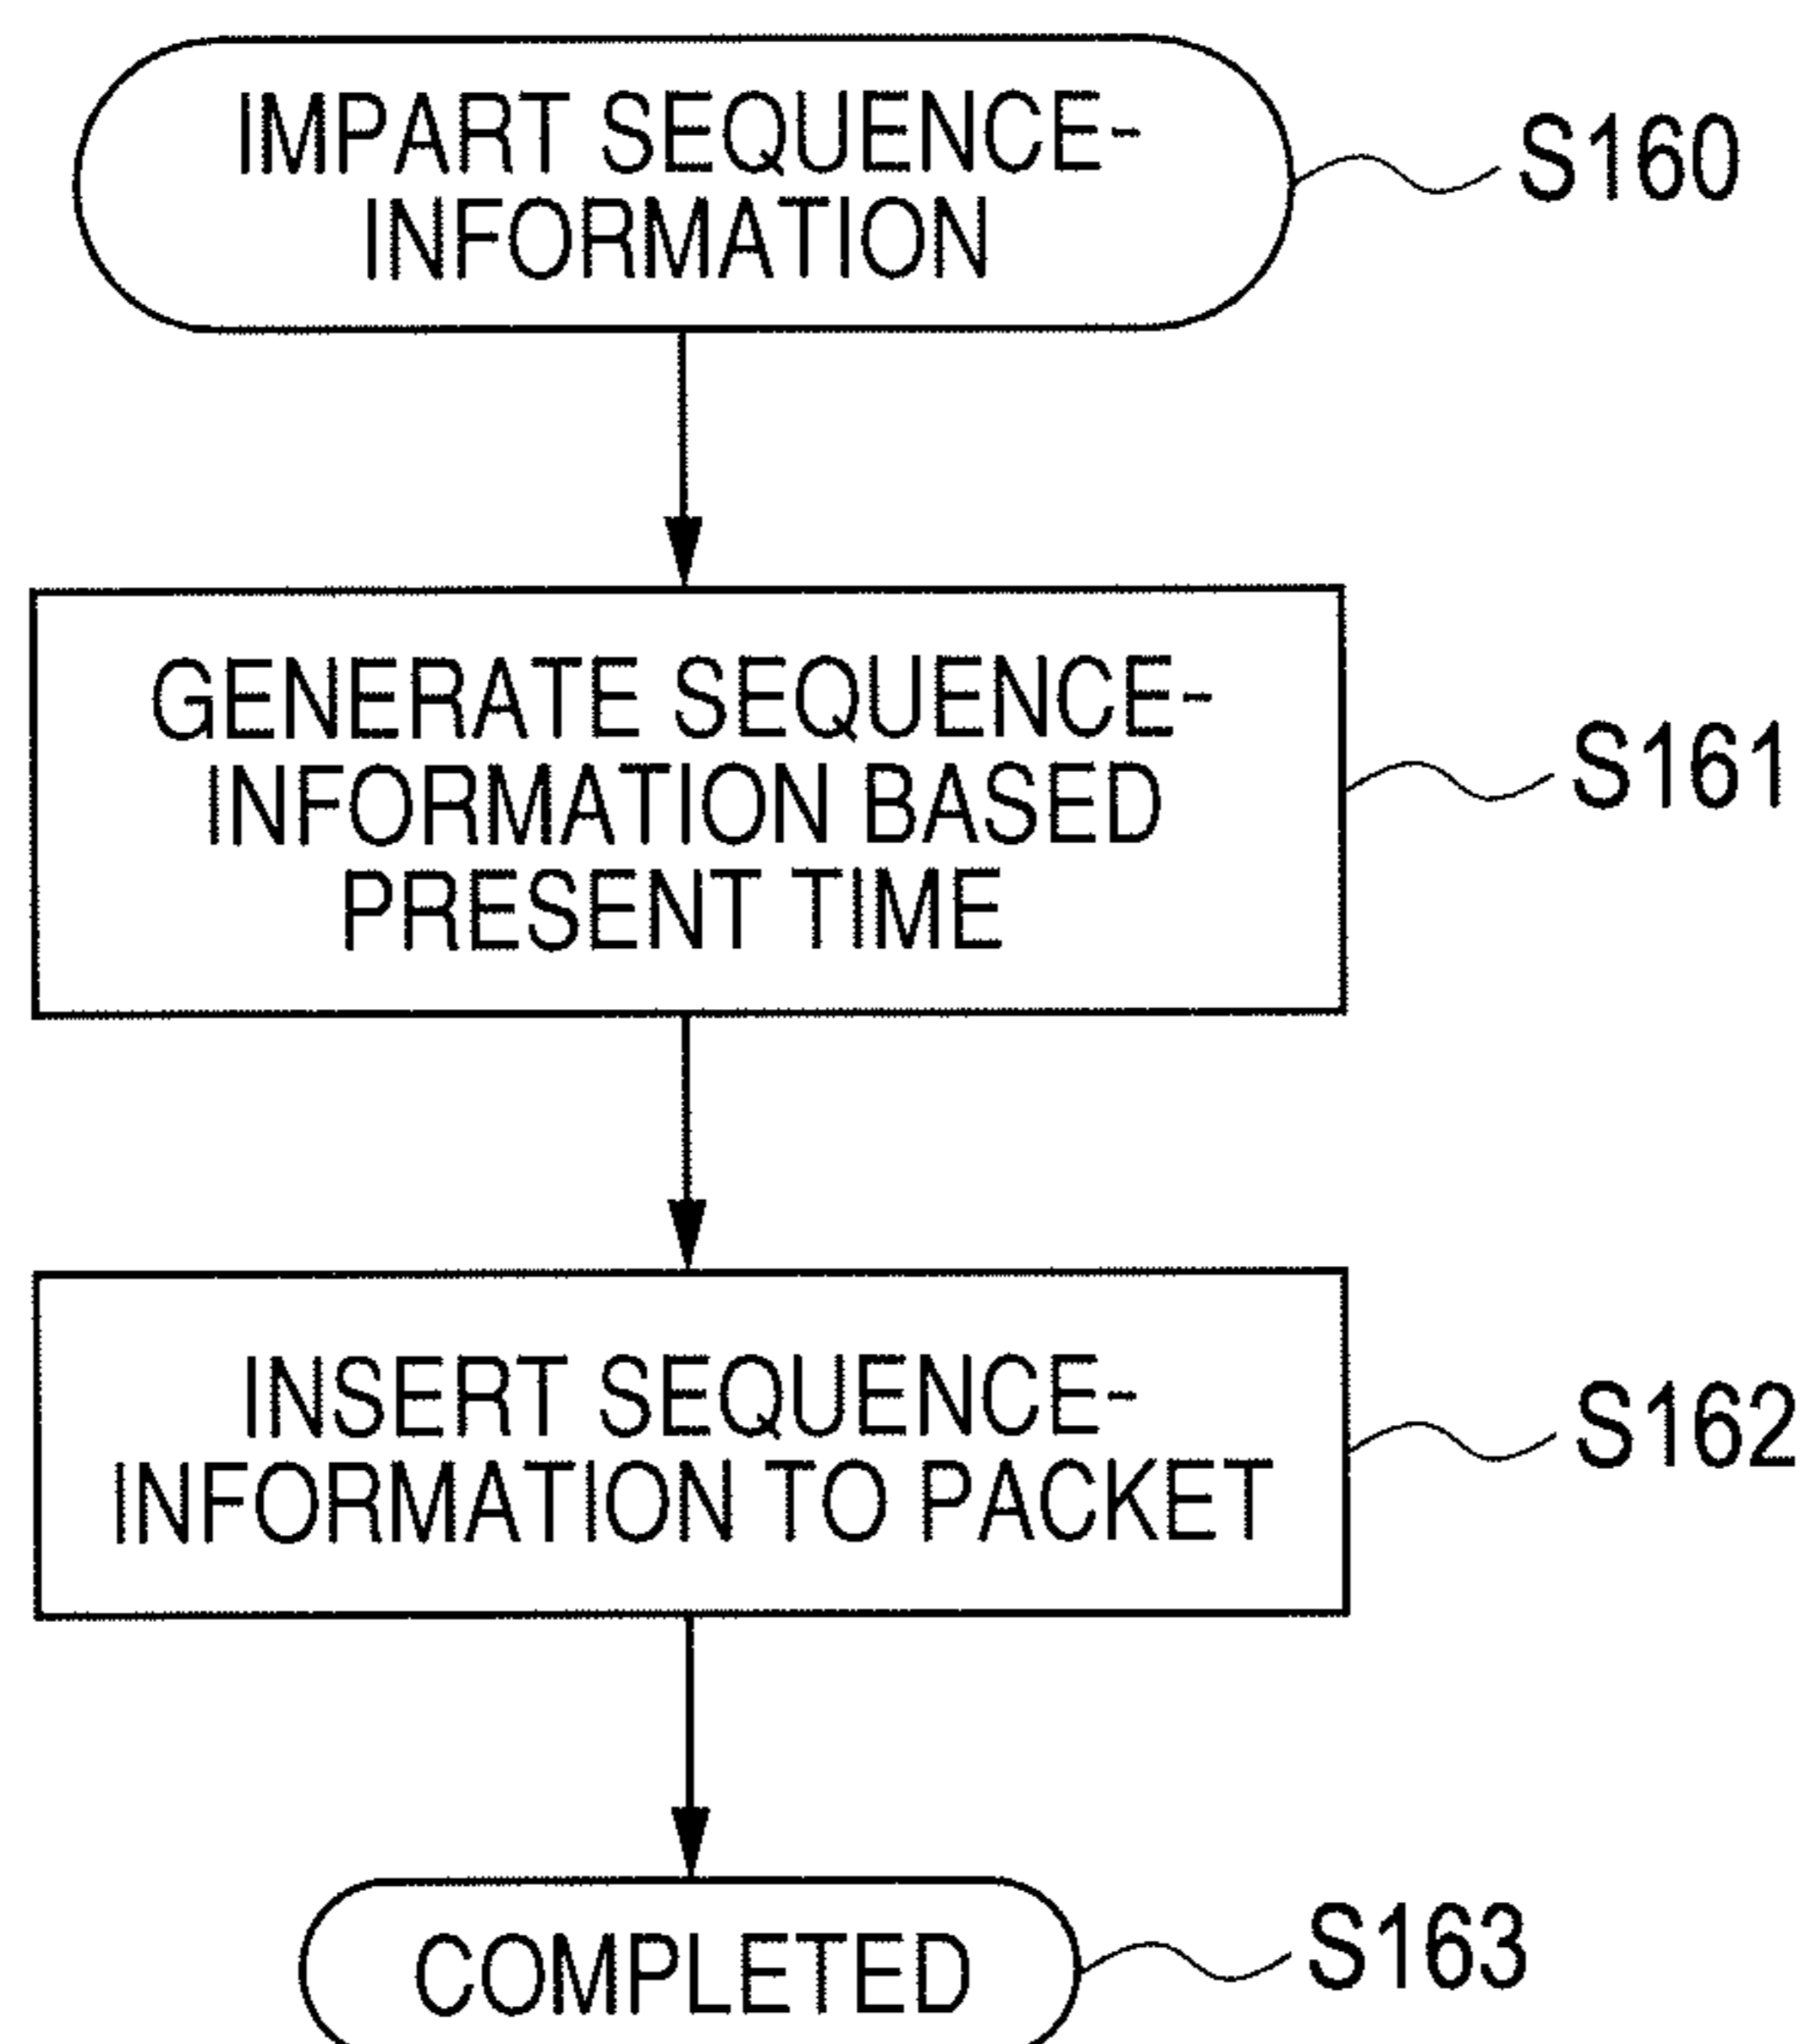 IMPART SEQUENCE-
INFORMATION
S160
GENERATE SEQUENCE-
INFORMATION BASED
PRESENT TIME
S161
INSERT SEQUENCE-
INFORMATION TO PACKET
S162
COMPLETED
S163